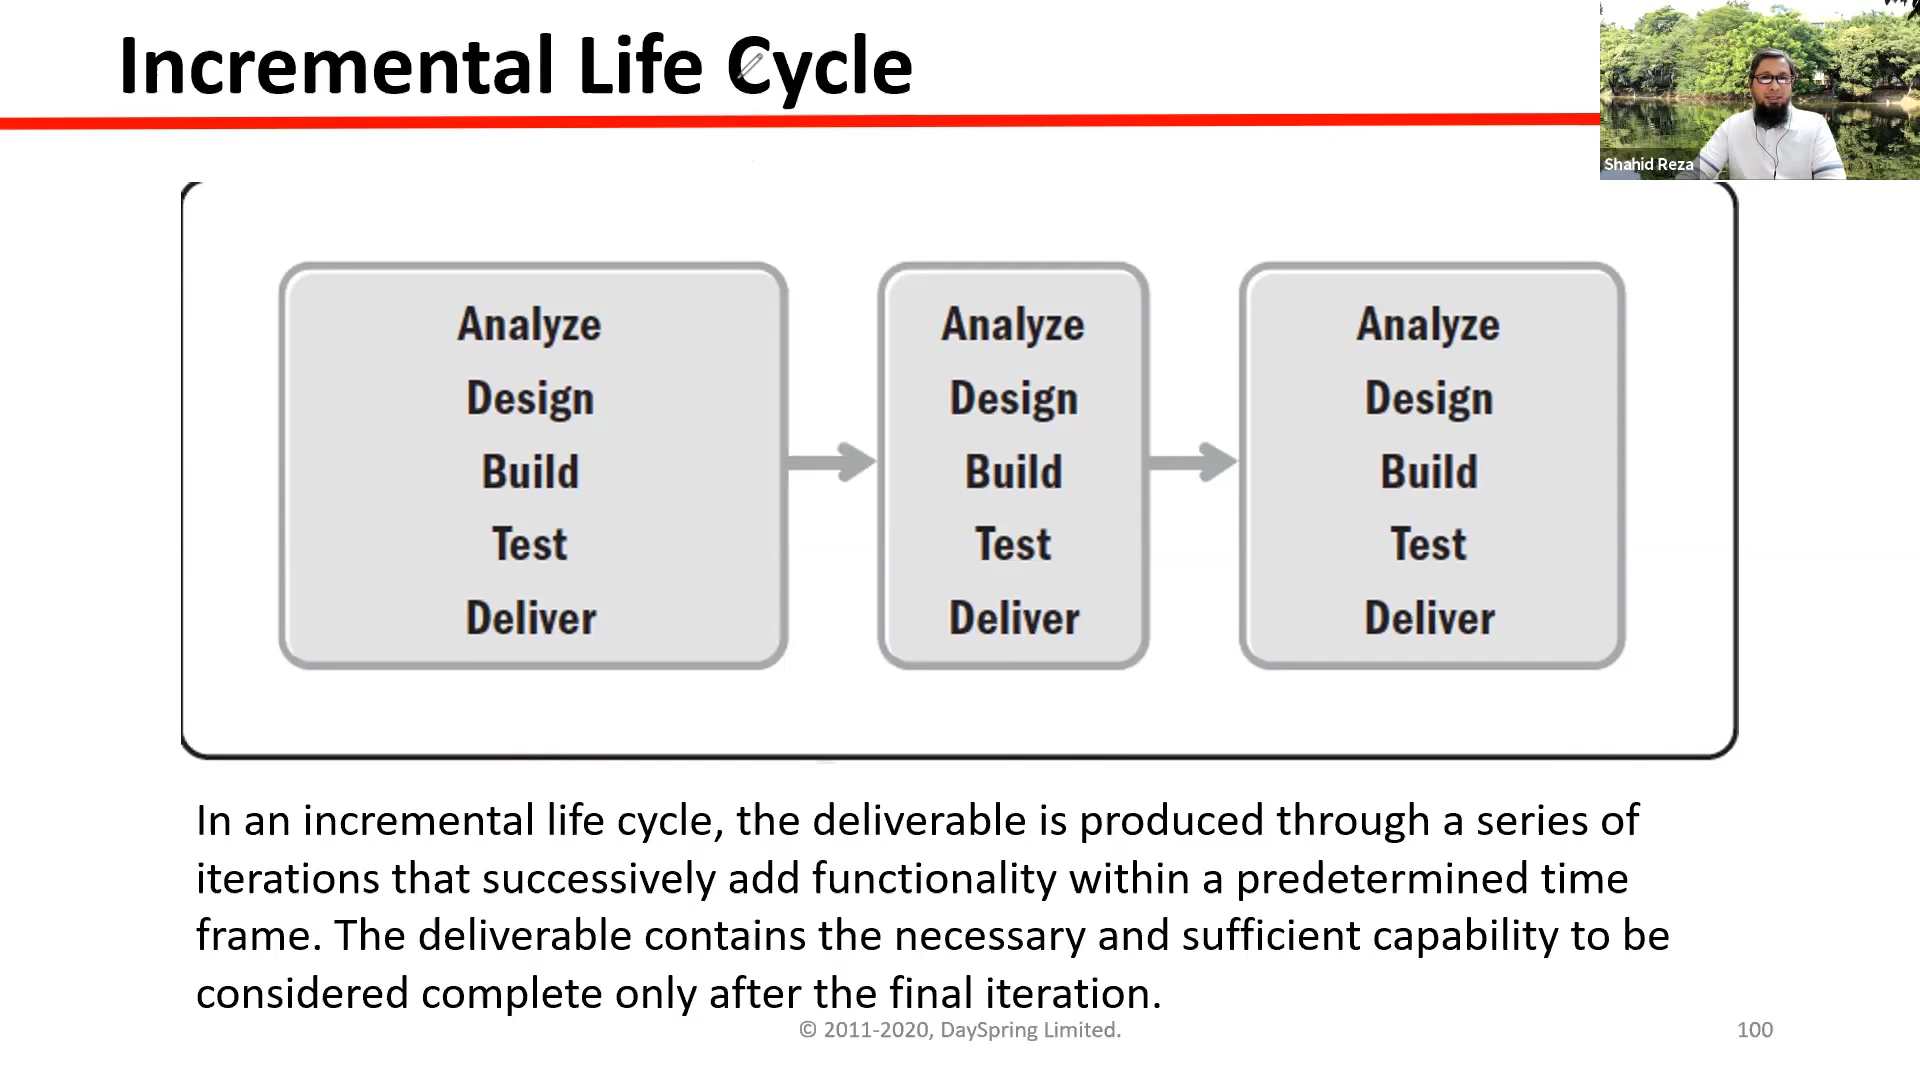 Incremental Life Cycle
Shahid Reza
Analyze
Design
Build
Test
Deliver
Analyze
Design
Build
Test
Deliver
Analyze
Design
Build
Test
Deliver
In an incremental life cycle, the deliverable is produced through a series of
iterations that successively add functionality within a predetermined time
frame. The deliverable contains the necessary and sufficient capability to be
considered complete only after the final iteration.
© 2011-2020, DaySpring Limited.
100